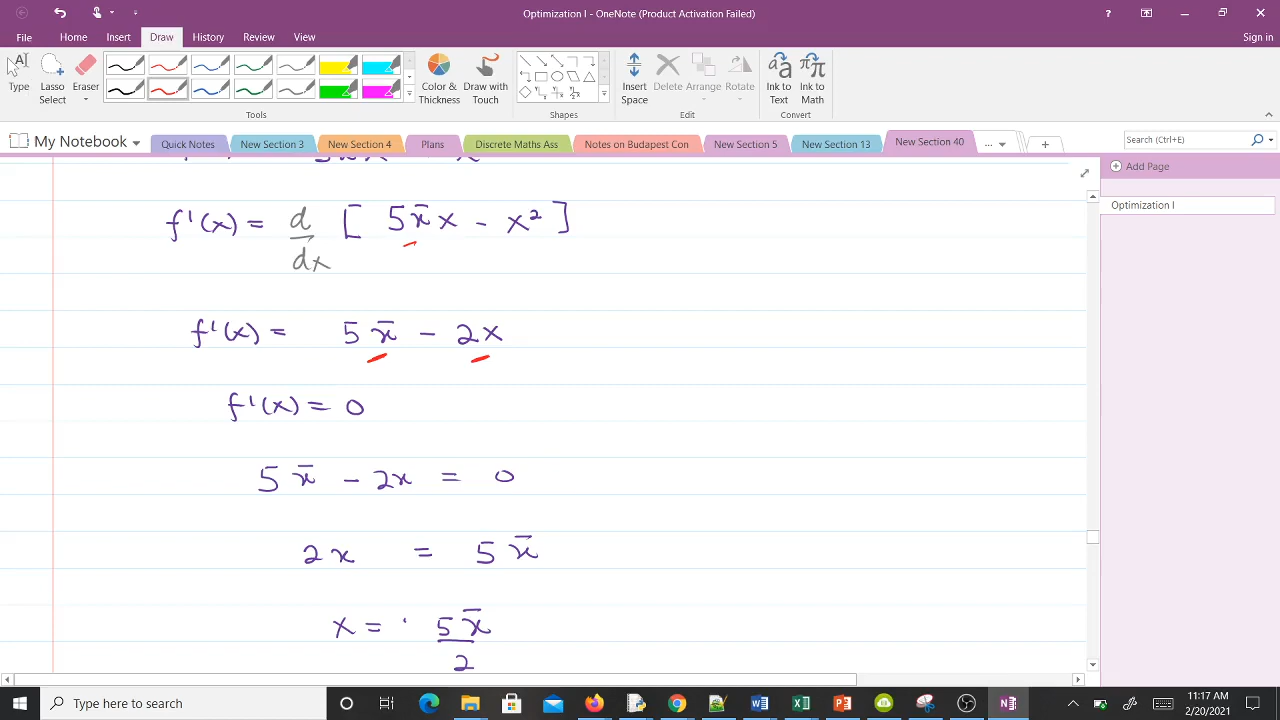 Optimization I - OneNote (Product Activation Failed)
File Home Insert Draw History Review View Sign in
Type Lasso Select Eraser Color & Thickness Draw with Touch Insert Space Delete Arrange Rotate Ink to Text Ink to Math
Tools Shapes Edit Convert
My Notebook Quick Notes New Section 3 New Section 4 Plans Discrete Maths Ass Notes on Budapest Con New Section 5 New Section 13 New Section 40 ... Search (Ctrl+E)
Add Page
Optimization I
f'(x) = d/dx [ 5x̄x - x² ]
f'(x) = 5x̄ - 2x
f'(x) = 0
5x̄ - 2x = 0
2x = 5x̄
x = 5x̄/2
Type here to search
11:17 AM
2/20/2021